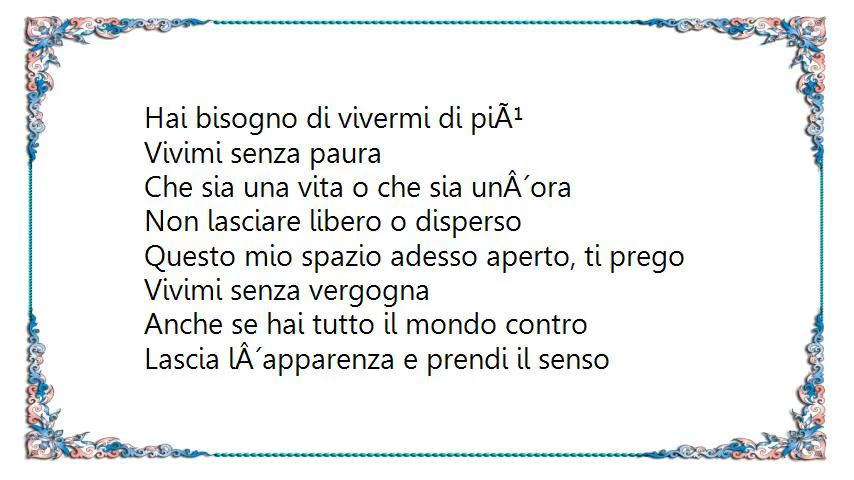 Hai bisogno di vivermi di piÃ¹
Vivimi senza paura
Che sia una vita o che sia unÂ´ora
Non lasciare libero o disperso
Questo mio spazio adesso aperto, ti prego
Vivimi senza vergogna
Anche se hai tutto il mondo contro
Lascia lÂ´apparenza e prendi il senso